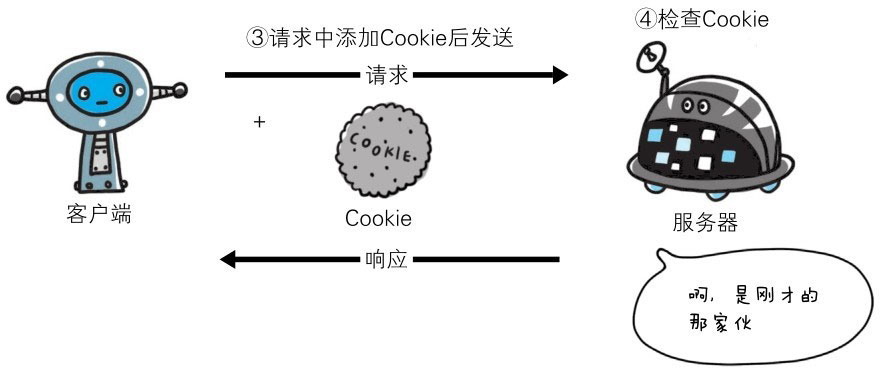 ④检查Cookie
③请求中添加Cookie后发送
请求
+
COOKIE
客户端
Cookie
服务器
响应
啊，是刚才的
那家伙